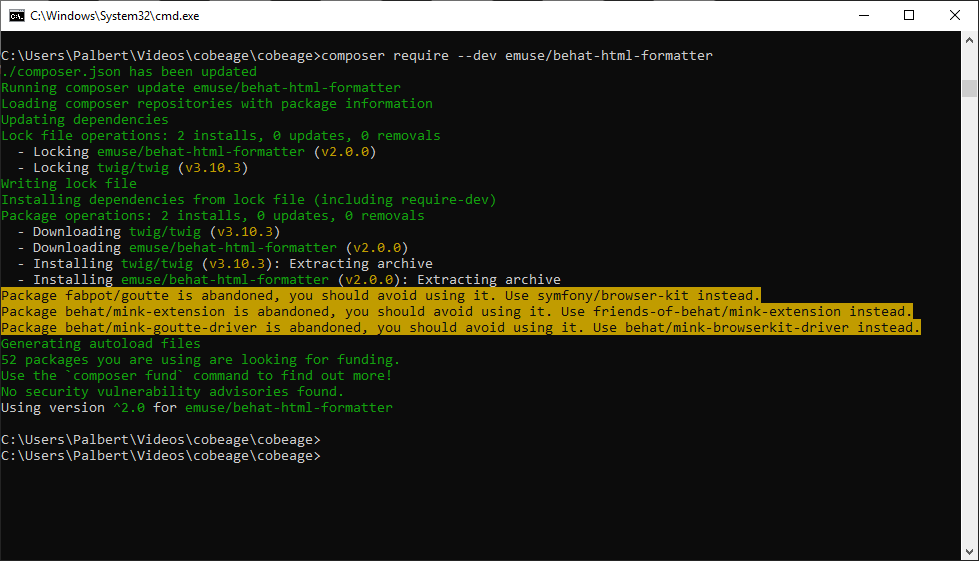 C:\Windows\System32\cmd.exe
C:\Users\Palbert\Videos\cobeage\cobeage>composer require --dev emuse/behat-html-formatter
./composer.json has been updated
Running composer update emuse/behat-html-formatter
Loading composer repositories with package information
Updating dependencies
Lock file operations: 2 installs, 0 updates, 0 removals
  - Locking emuse/behat-html-formatter (v2.0.0)
  - Locking twig/twig (v3.10.3)
Writing lock file
Installing dependencies from lock file (including require-dev)
Package operations: 2 installs, 0 updates, 0 removals
  - Downloading twig/twig (v3.10.3)
  - Downloading emuse/behat-html-formatter (v2.0.0)
  - Installing twig/twig (v3.10.3): Extracting archive
  - Installing emuse/behat-html-formatter (v2.0.0): Extracting archive
Package fabpot/goutte is abandoned, you should avoid using it. Use symfony/browser-kit instead.
Package behat/mink-extension is abandoned, you should avoid using it. Use friends-of-behat/mink-extension instead.
Package behat/mink-goutte-driver is abandoned, you should avoid using it. Use behat/mink-browserkit-driver instead.
Generating autoload files
52 packages you are using are looking for funding.
Use the `composer fund` command to find out more!
No security vulnerability advisories found.
Using version ^2.0 for emuse/behat-html-formatter
C:\Users\Palbert\Videos\cobeage\cobeage>
C:\Users\Palbert\Videos\cobeage\cobeage>